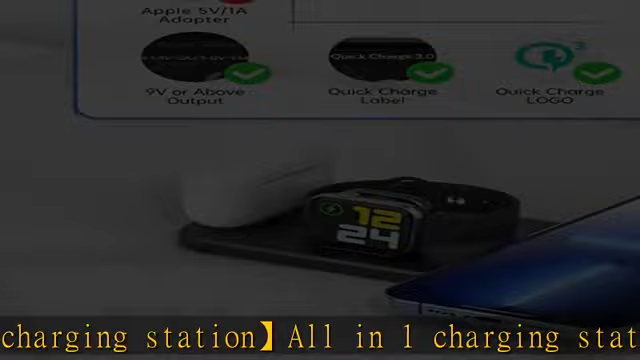 Apple 5V/1A
Adapter
9V or Above
Output
Quick Charge 3.0
Quick Charge
Label
3
Quick Charge
LOGO
12
24
charging station】All in 1 charging stat